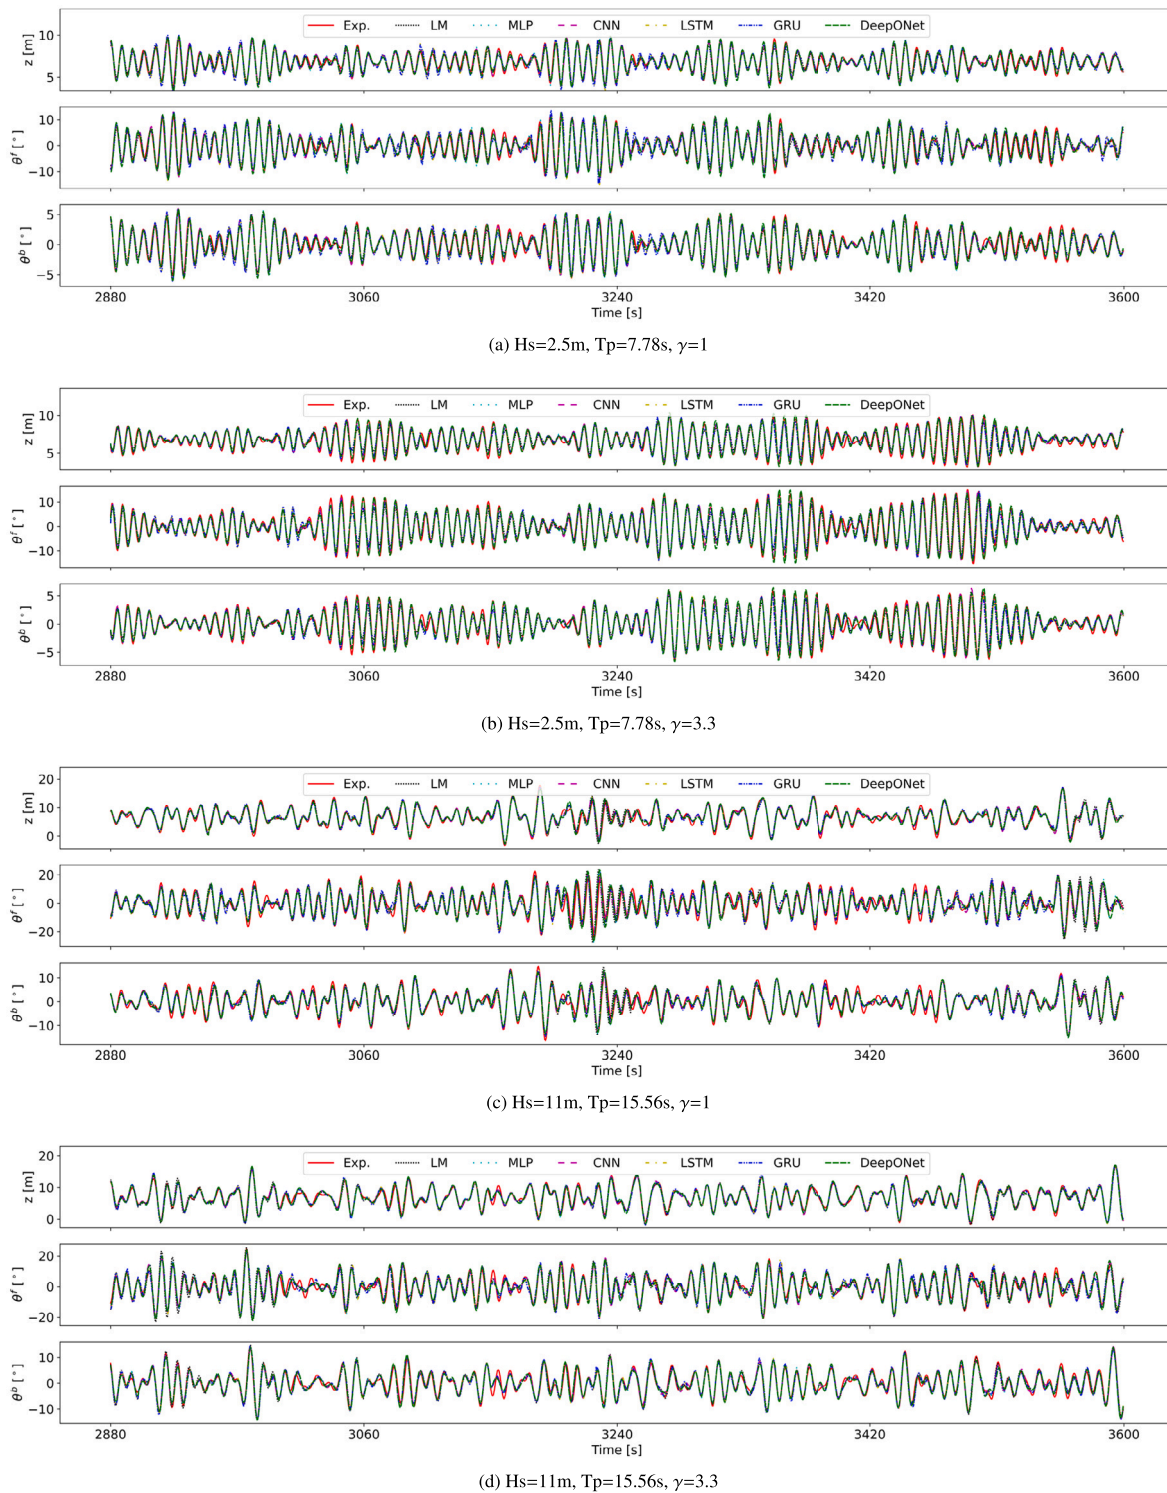 Exp. LM MLP CNN LSTM GRU DeepONet
10
5
z [m]
10
0
−10
θᶠ [°]
5
0
−5
θᵇ [°]
2880 3060 3240 3420 3600
Time [s]
(a) Hs=2.5m, Tp=7.78s, γ=1
Exp. LM MLP CNN LSTM GRU DeepONet
10
5
z [m]
10
0
−10
θᶠ [°]
5
0
−5
θᵇ [°]
2880 3060 3240 3420 3600
Time [s]
(b) Hs=2.5m, Tp=7.78s, γ=3.3
Exp. LM MLP CNN LSTM GRU DeepONet
20
10
0
z [m]
20
0
−20
θᶠ [°]
10
0
−10
θᵇ [°]
2880 3060 3240 3420 3600
Time [s]
(c) Hs=11m, Tp=15.56s, γ=1
Exp. LM MLP CNN LSTM GRU DeepONet
20
10
0
z [m]
20
0
−20
θᶠ [°]
10
0
−10
θᵇ [°]
2880 3060 3240 3420 3600
Time [s]
(d) Hs=11m, Tp=15.56s, γ=3.3